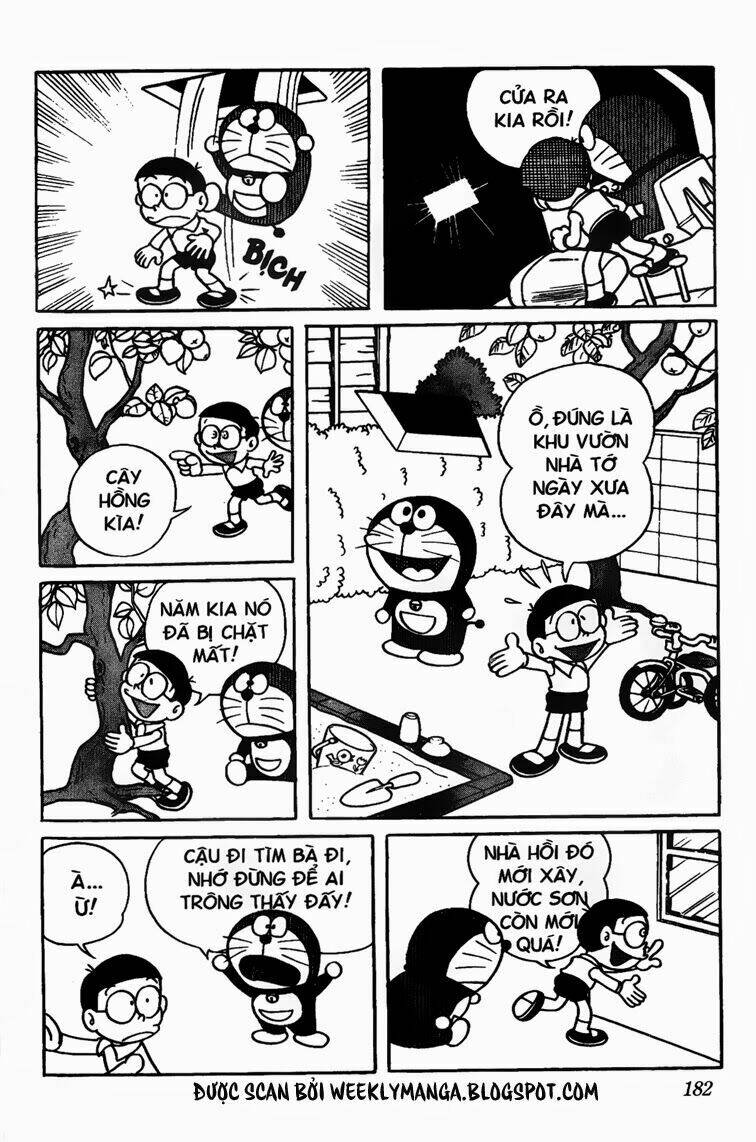 CỬA RA
KIA RỒI!
BỊCH
Ồ, ĐÚNG LÀ
KHU VƯỜN
NHÀ TỚ
NGÀY XƯA
ĐÂY MÀ...
CÂY
HỒNG
KÌA!
NĂM KIA NÓ
ĐÃ BỊ CHẶT
MẤT!
NHÀ HỒI ĐÓ
MỚI XÂY,
NƯỚC SƠN
CÒN MỚI
QUÁ!
CẬU ĐI TÌM BÀ ĐI,
NHỚ ĐỪNG ĐỂ AI
TRÔNG THẤY ĐẤY!
À...
Ừ!
ĐƯỢC SCAN BỞI WEEKLYMANGA.BLOGSPOT.COM
182